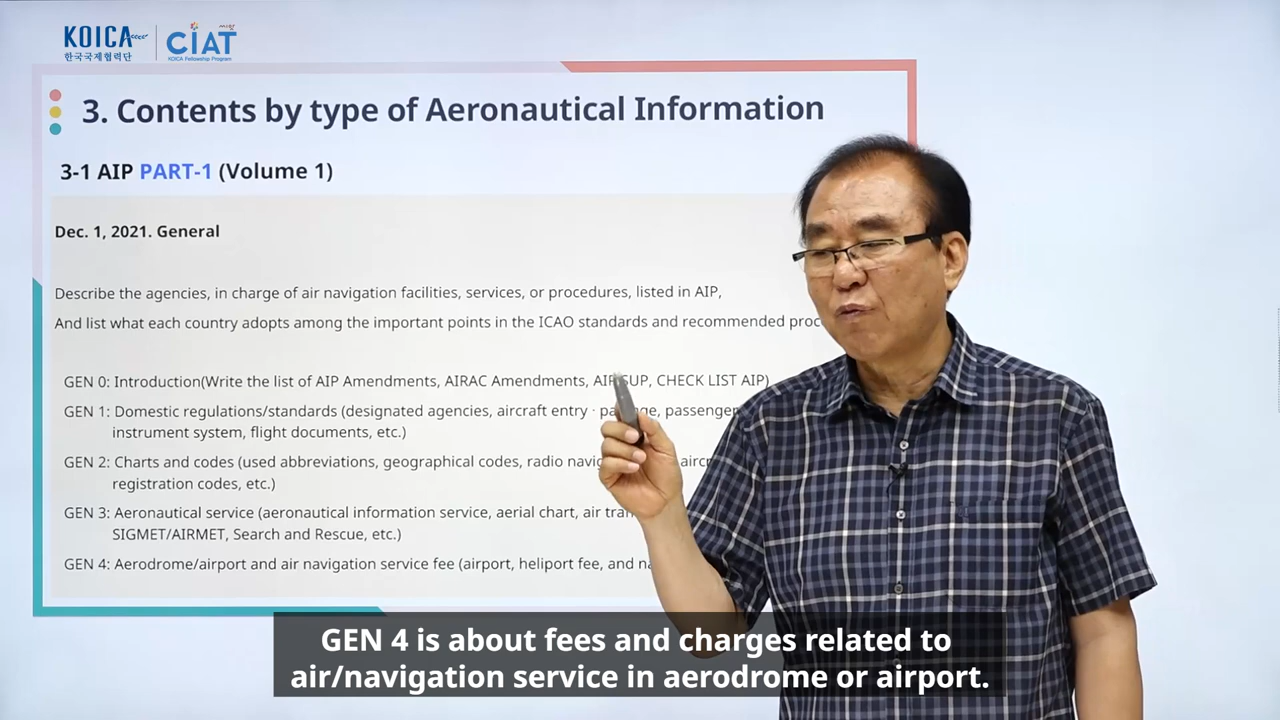 KOICA
한국국제협력단
CIAT
KOICA Fellowship Program
3. Contents by type of Aeronautical Information
3-1 AIP PART-1 (Volume 1)
Dec. 1, 2021. General
Describe the agencies, in charge of air navigation facilities, services, or procedures, listed in AIP,
And list what each country adopts among the important points in the ICAO standards and recommended
GEN 0: Introduction(Write the list of AIP Amendments, AIRAC Amendments, AIP SUP, CHECK LIST AIP)
GEN 1: Domestic regulations/standards (designated agencies, aircraft entry · passenger
instrument system, flight documents, etc.)
GEN 2: Charts and codes (used abbreviations, geographical codes, radio
registration codes, etc.)
GEN 3: Aeronautical service (aeronautical information service, aerial chart, air
SIGMET/AIRMET, Search and Rescue, etc.)
GEN 4: Aerodrome/airport and air navigation service fee (airport, heliport fee, and
GEN 4 is about fees and charges related to
air/navigation service in aerodrome or airport.